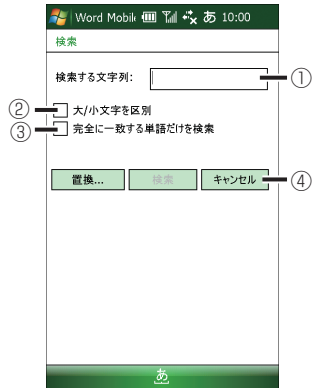 Word Mobil あ 10:00
検索
検索する文字列: ①
② 大/小文字を区別
③ 完全に一致する単語だけを検索
置換... 検索 キャンセル ④
あ